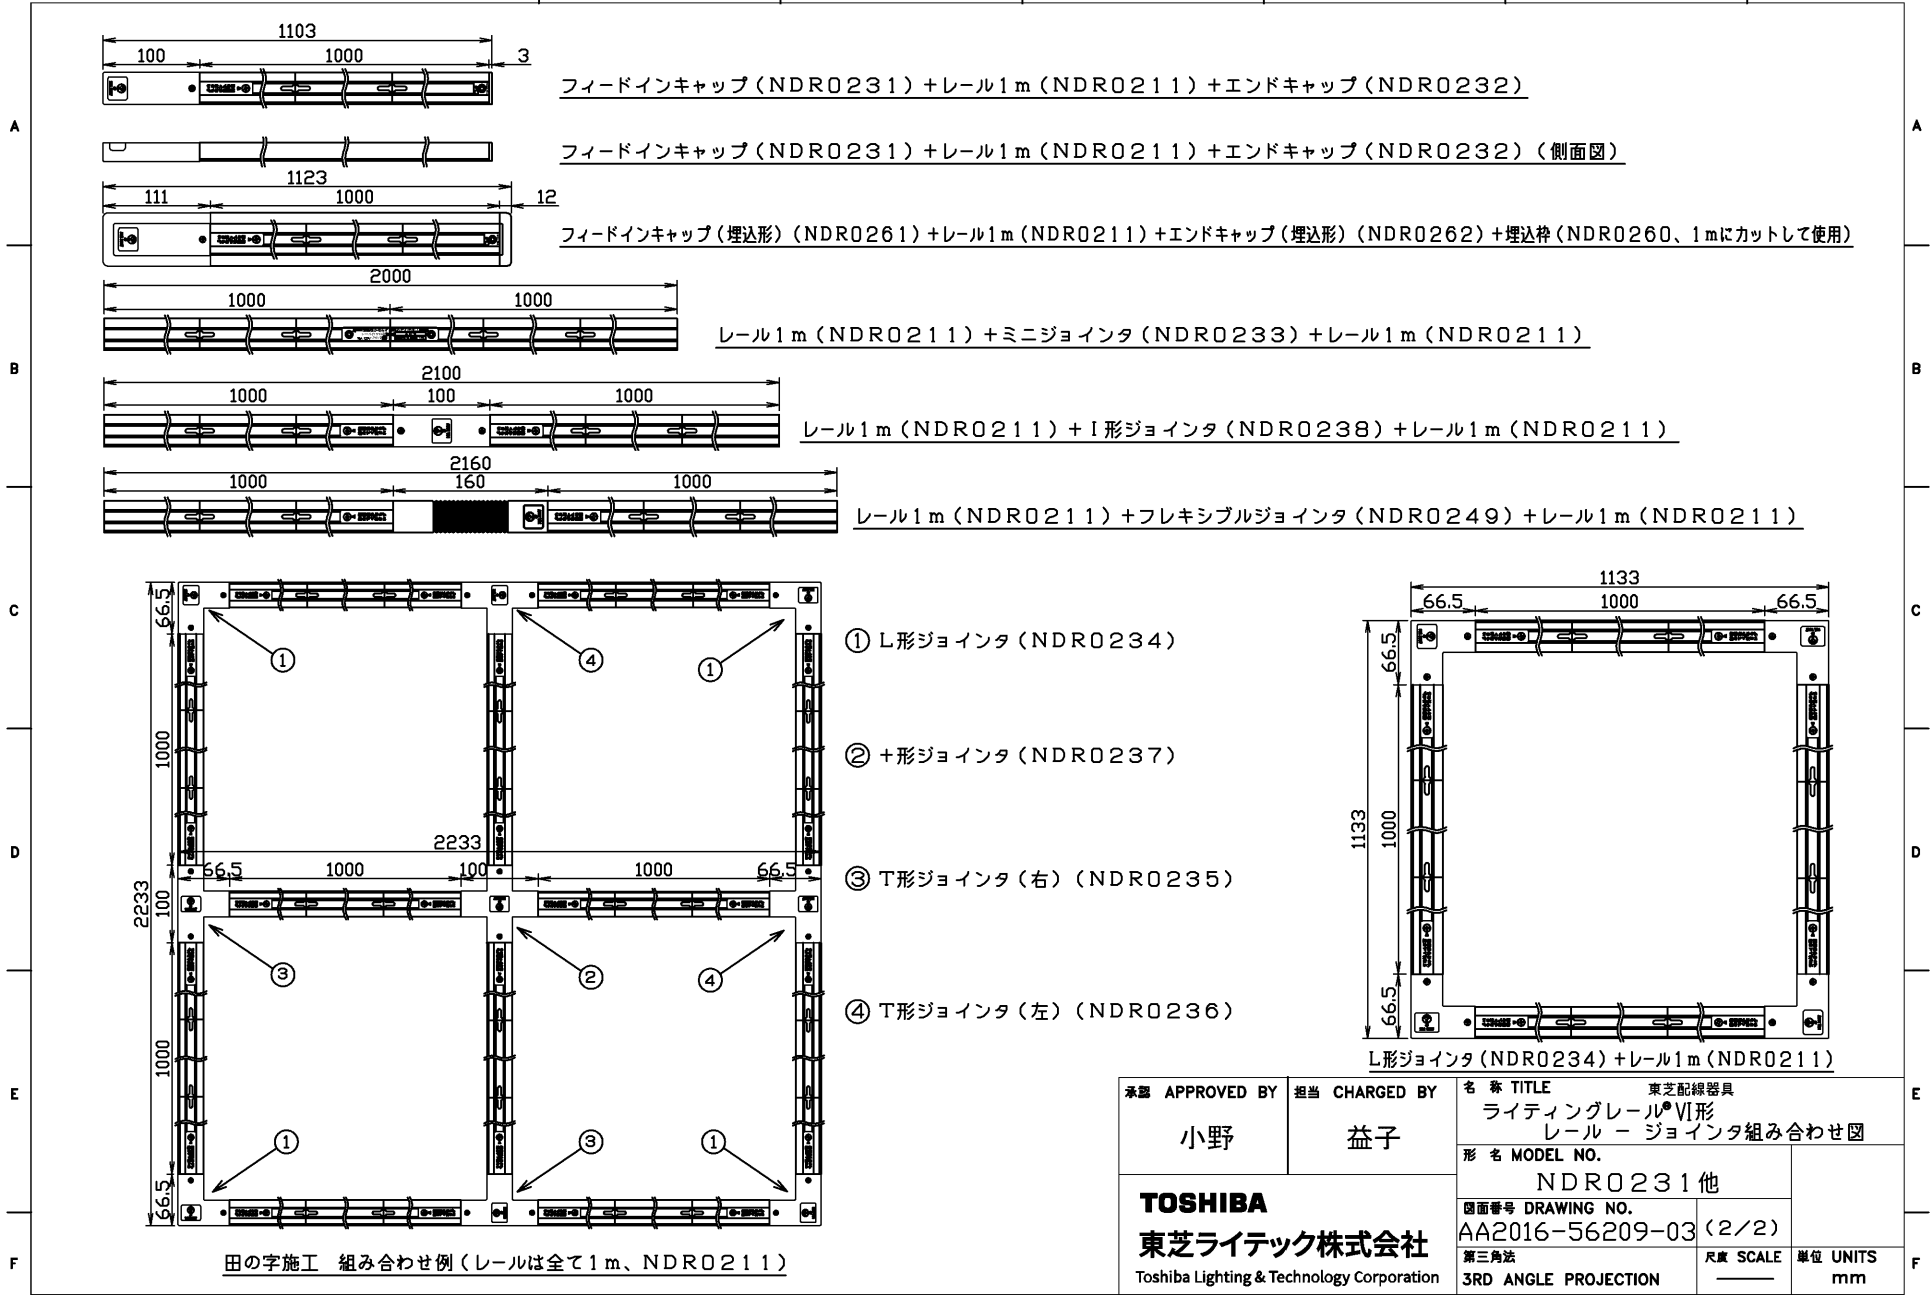 1103
100 1000 3
フィードインキャップ(NDR0231)+レール1m(NDR0211)+エンドキャップ(NDR0232)
A A
フィードインキャップ(NDR0231)+レール1m(NDR0211)+エンドキャップ(NDR0232)(側面図)
1123
111 1000 12
フィードインキャップ(埋込形)(NDR0261)+レール1m(NDR0211)+エンドキャップ(埋込形)(NDR0262)+埋込枠(NDR0260、1mにカットして使用)
2000
1000 1000
レール1m(NDR0211)+ミニジョインタ(NDR0233)+レール1m(NDR0211)
B B
2100
1000 100 1000
レール1m(NDR0211)+I形ジョインタ(NDR0238)+レール1m(NDR0211)
2160
1000 160 1000
レール1m(NDR0211)+フレキシブルジョインタ(NDR0249)+レール1m(NDR0211)
C C
66.5
1000
100
1000
66.5
2233
2233
66.5 1000 100 1000 66.5
① ④ ①
③ ② ④
① ③ ①
田の字施工 組み合わせ例(レールは全て1m、NDR0211)
① L形ジョインタ(NDR0234)
② +形ジョインタ(NDR0237)
③ T形ジョインタ(右)(NDR0235)
④ T形ジョインタ(左)(NDR0236)
1133
66.5 1000 66.5
66.5
1000
1133
66.5
L形ジョインタ(NDR0234)+レール1m(NDR0211)
D D
E E
F F
承認 APPROVED BY
小野
担当 CHARGED BY
益子
名 称 TITLE 東芝配線器具
ライティングレール®VI形
レール - ジョインタ組み合わせ図
形 名 MODEL NO.
NDR0231他
TOSHIBA
東芝ライテック株式会社
Toshiba Lighting & Technology Corporation
図面番号 DRAWING NO.
AA2016-56209-03 (2/2)
第三角法
3RD ANGLE PROJECTION
尺度 SCALE
単位 UNITS
mm